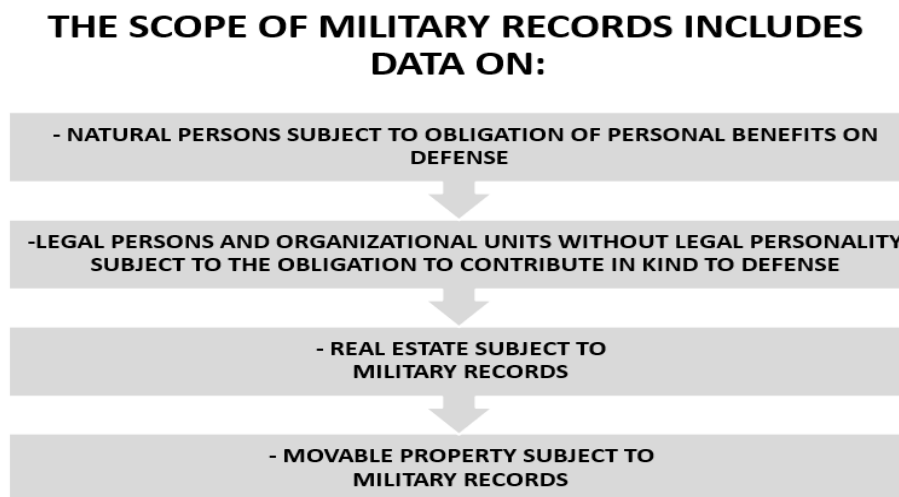 THE SCOPE OF MILITARY RECORDS INCLUDES
DATA ON:
- NATURAL PERSONS SUBJECT TO OBLIGATION OF PERSONAL BENEFITS ON
DEFENSE
-LEGAL PERSONS AND ORGANIZATIONAL UNITS WITHOUT LEGAL PERSONALITY
SUBJECT TO THE OBLIGATION TO CONTRIBUTE IN KIND TO DEFENSE
- REAL ESTATE SUBJECT TO
MILITARY RECORDS
- MOVABLE PROPERTY SUBJECT TO
MILITARY RECORDS